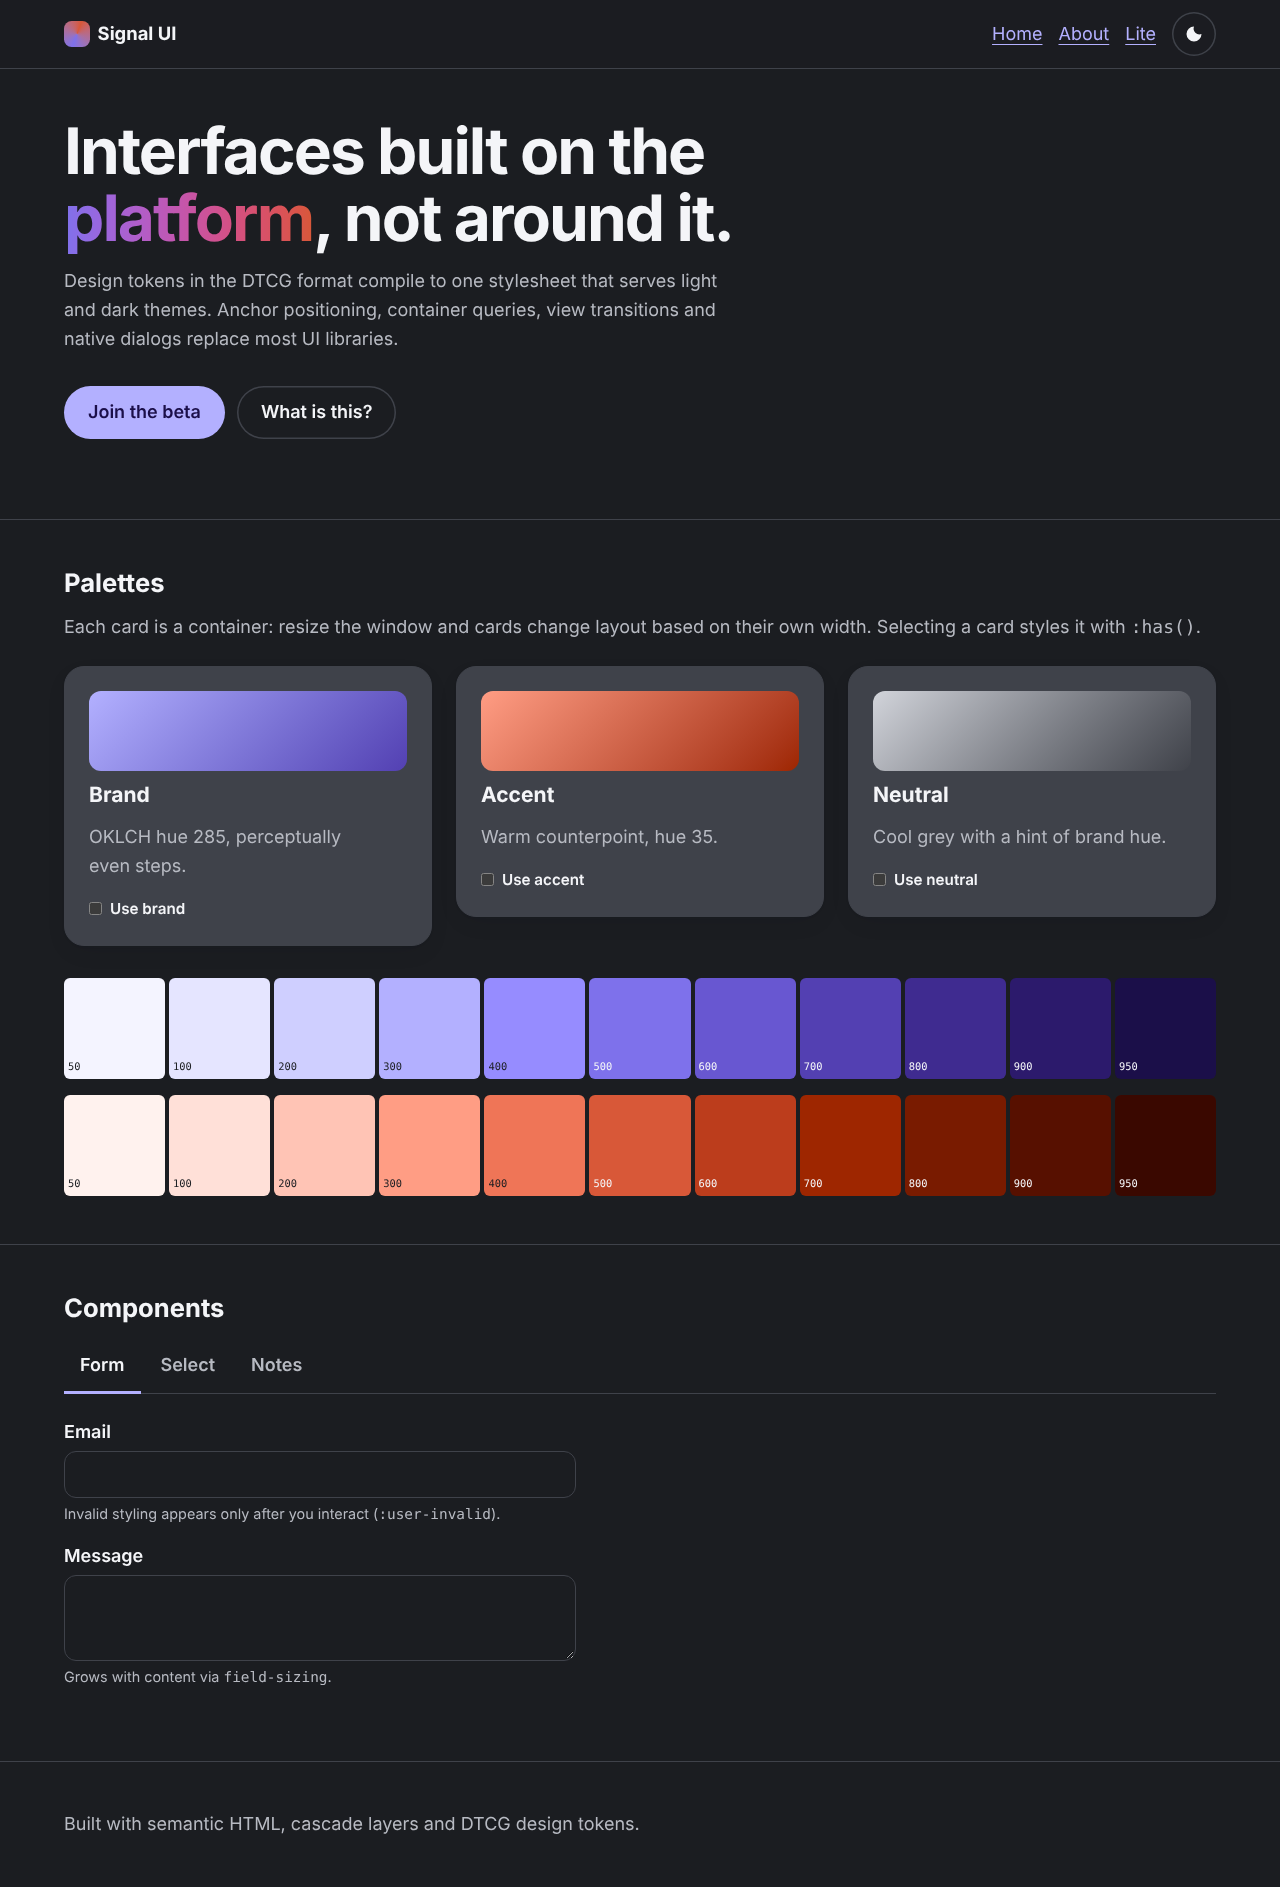 Signal UI
Home About Lite
Interfaces built on the
platform, not around it.
Design tokens in the DTCG format compile to one stylesheet that serves light
and dark themes. Anchor positioning, container queries, view transitions and
native dialogs replace most UI libraries.
Join the beta What is this?
Palettes
Each card is a container: resize the window and cards change layout based on their own width. Selecting a card styles it with :has().
Brand
OKLCH hue 285, perceptually
even steps.
Use brand
Accent
Warm counterpoint, hue 35.
Use accent
Neutral
Cool grey with a hint of brand hue.
Use neutral
50 100 200 300 400 500 600 700 800 900 950
50 100 200 300 400 500 600 700 800 900 950
Components
Form Select Notes
Email
Invalid styling appears only after you interact (:user-invalid).
Message
Grows with content via field-sizing.
Built with semantic HTML, cascade layers and DTCG design tokens.